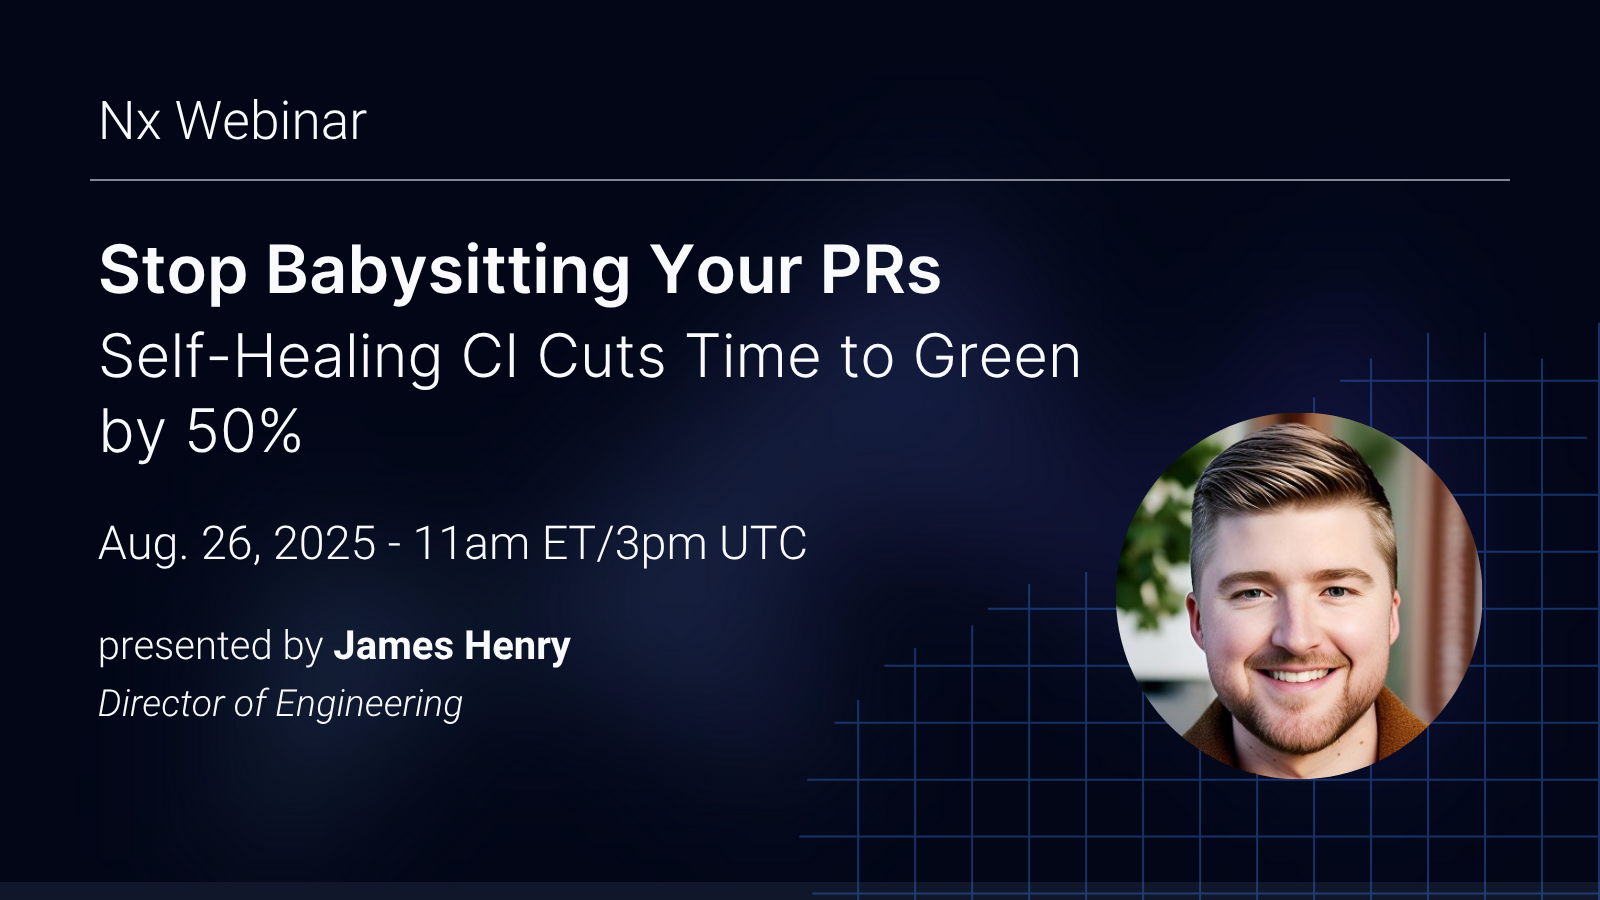 Nx Webinar
Stop Babysitting Your PRs
Self-Healing CI Cuts Time to Green
by 50%
Aug. 26, 2025 - 11am ET/3pm UTC
presented by James Henry
Director of Engineering